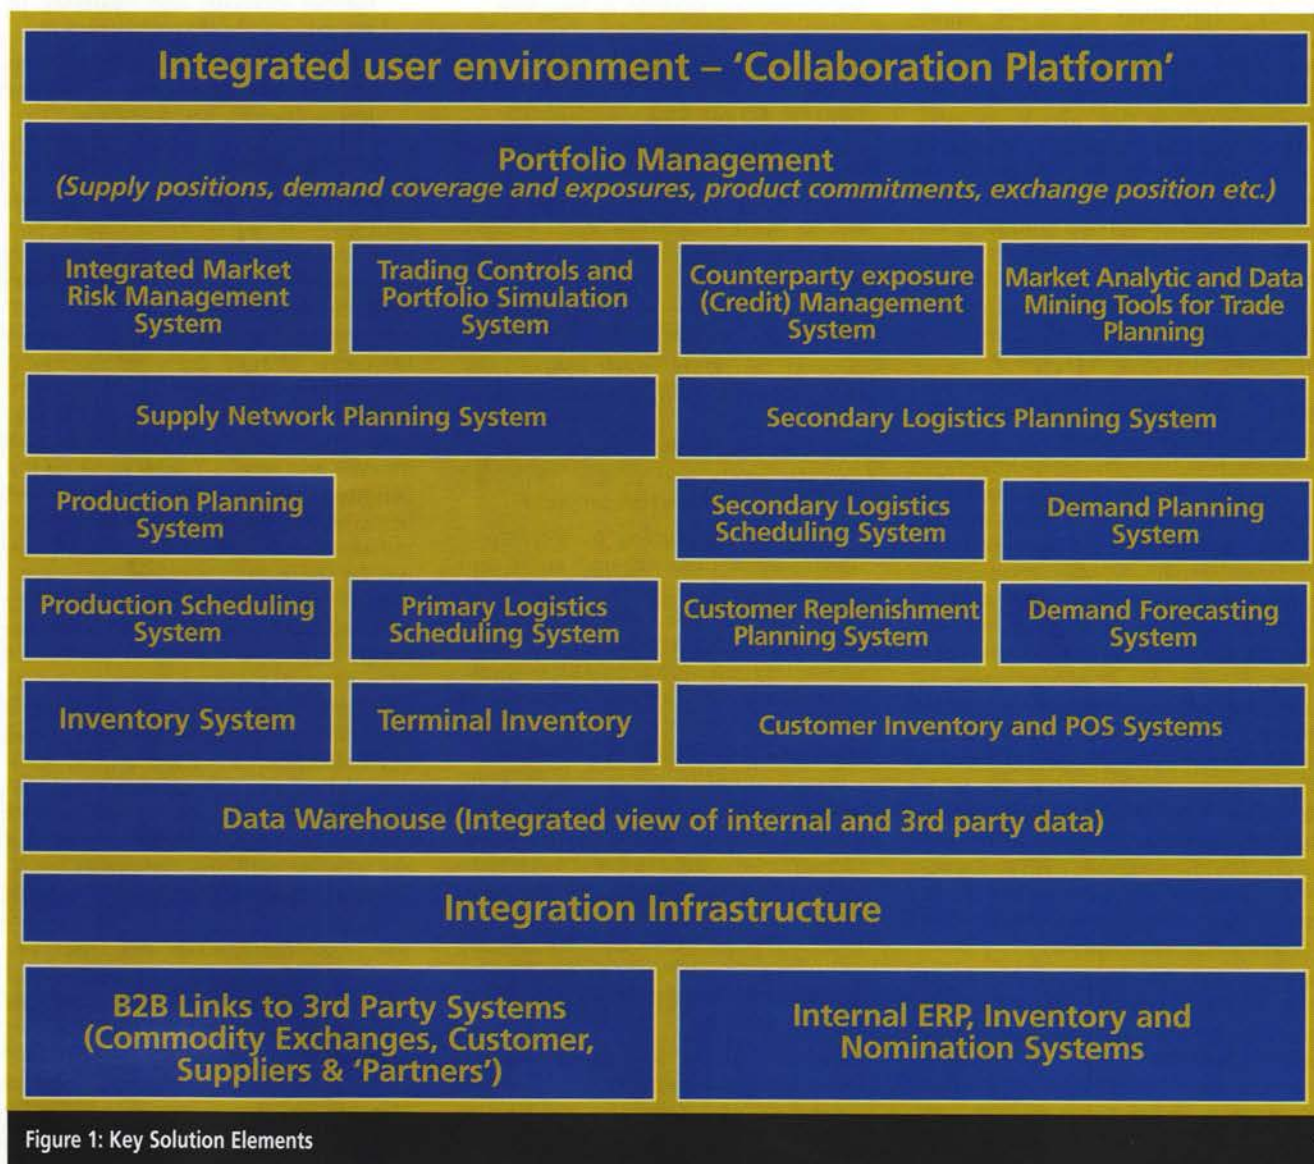 Integrated user environment – ‘Collaboration Platform’
Portfolio Management
(Supply positions, demand coverage and exposures, product commitments, exchange position etc.)
Integrated Market
Risk Management
System
Trading Controls and
Portfolio Simulation
System
Counterparty exposure
(Credit) Management
System
Market Analytic and Data
Mining Tools for Trade
Planning
Supply Network Planning System
Secondary Logistics Planning System
Production Planning
System
Secondary Logistics
Scheduling System
Demand Planning
System
Production Scheduling
System
Primary Logistics
Scheduling System
Customer Replenishment
Planning System
Demand Forecasting
System
Inventory System
Terminal Inventory
Customer Inventory and POS Systems
Data Warehouse (Integrated view of internal and 3rd party data)
Integration Infrastructure
B2B Links to 3rd Party Systems
(Commodity Exchanges, Customer,
Suppliers & ‘Partners’)
Internal ERP, Inventory and
Nomination Systems
Figure 1: Key Solution Elements